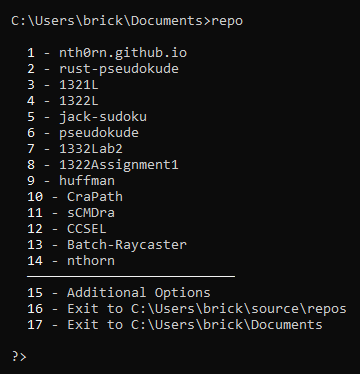 C:\Users\brick\Documents>repo
1 - nth0rn.github.io
2 - rust-pseudokude
3 - 1321L
4 - 1322L
5 - jack-sudoku
6 - pseudokude
7 - 1332Lab2
8 - 1322Assignment1
9 - huffman
10 - CraPath
11 - sCMDra
12 - CCSEL
13 - Batch-Raycaster
14 - nthorn
15 - Additional Options
16 - Exit to C:\Users\brick\source\repos
17 - Exit to C:\Users\brick\Documents
?>